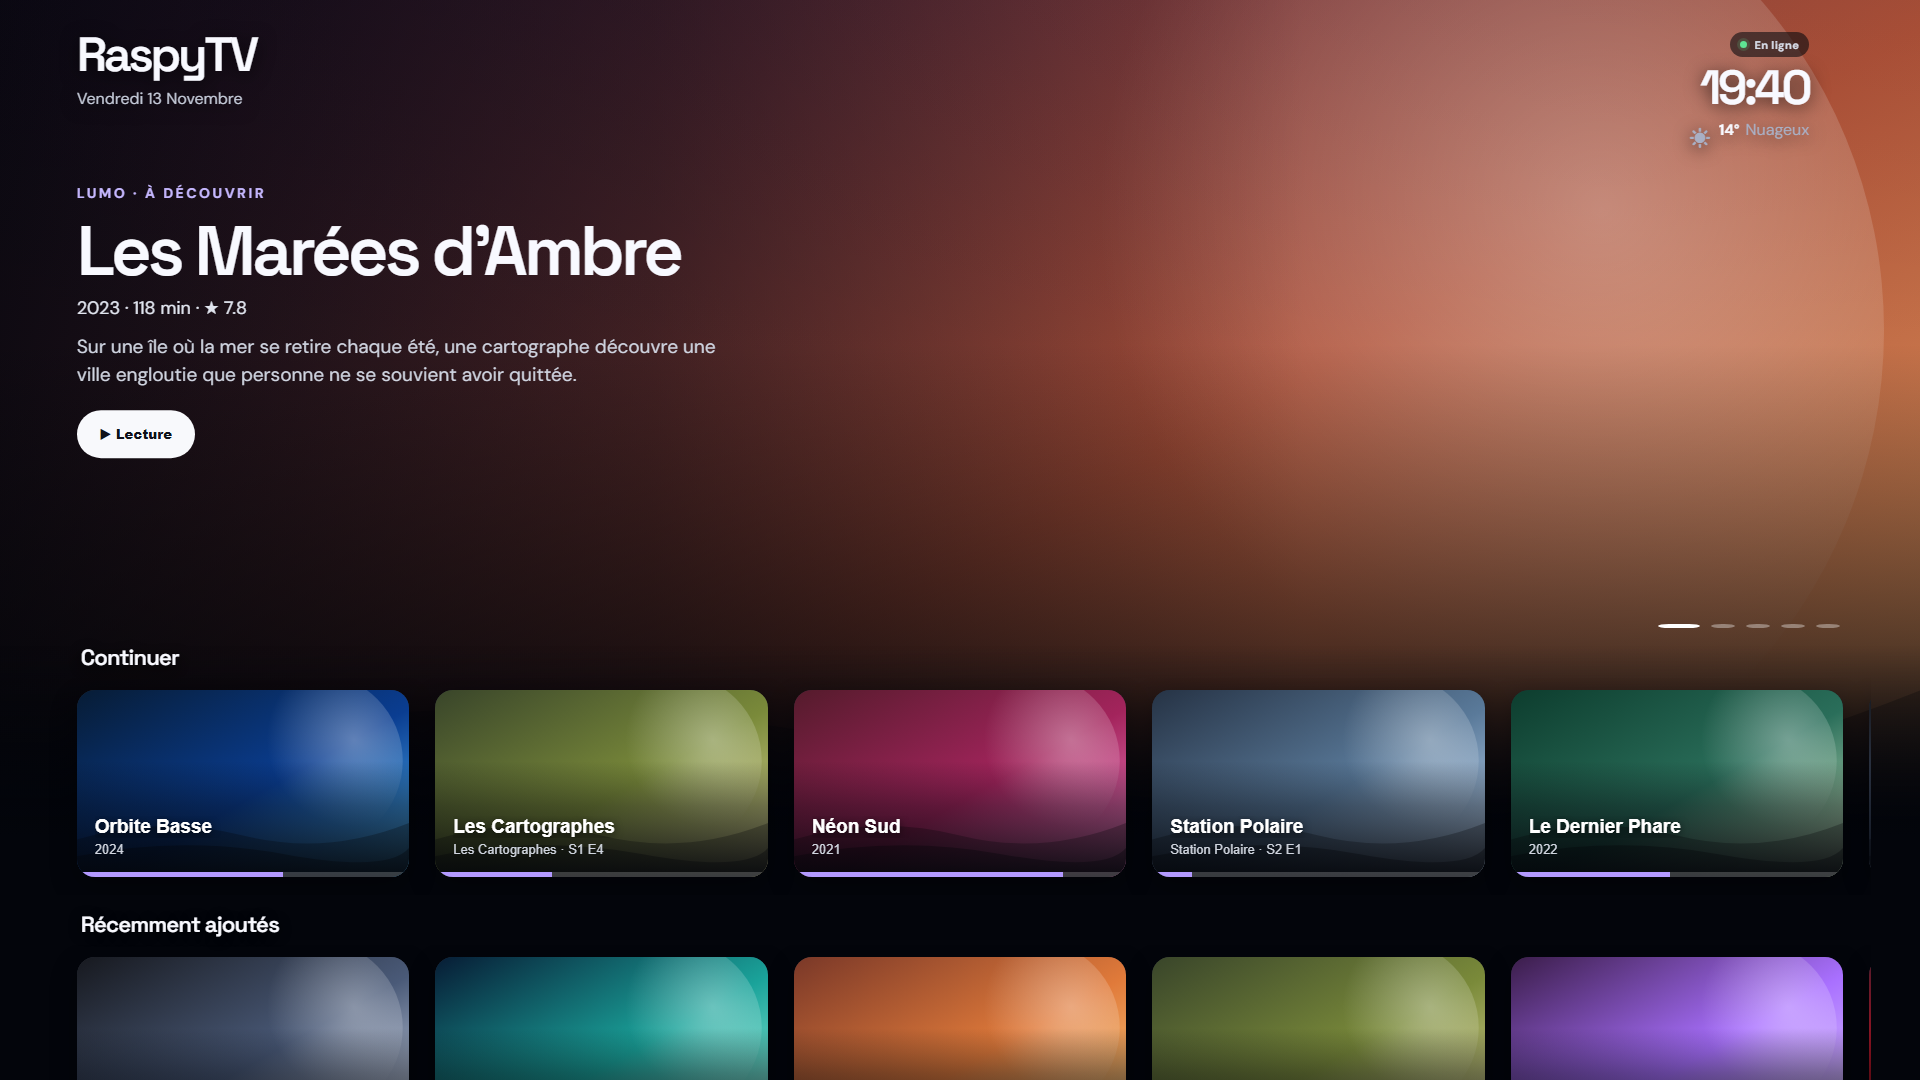 RaspyTV
Vendredi 13 Novembre
En ligne
19:40
14° Nuageux
LUMO · À DÉCOUVRIR
Les Marées d’Ambre
2023 · 118 min · ★ 7.8
Sur une île où la mer se retire chaque été, une cartographe découvre une
ville engloutie que personne ne se souvient avoir quittée.
▶ Lecture
Continuer
Orbite Basse
2024
Les Cartographes
Les Cartographes · S1 E4
Néon Sud
2021
Station Polaire
Station Polaire · S2 E1
Le Dernier Phare
2022
Récemment ajoutés